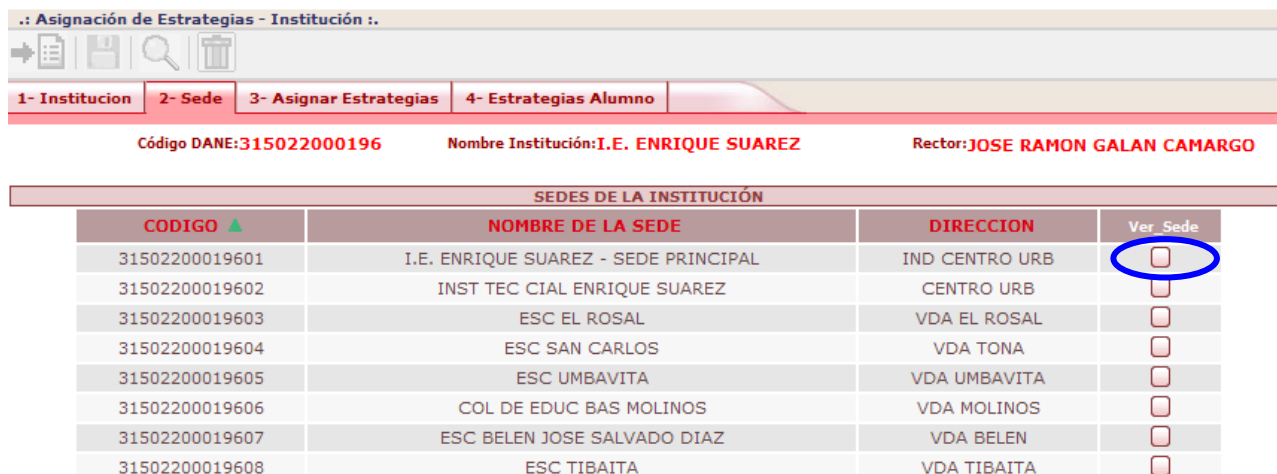 .: Asignación de Estrategias - Institución :.
1- Institucion 2- Sede 3- Asignar Estrategias 4- Estrategias Alumno
Código DANE:315022000196 Nombre Institución:I.E. ENRIQUE SUAREZ Rector:JOSE RAMON GALAN CAMARGO
SEDES DE LA INSTITUCIÓN
CODIGO NOMBRE DE LA SEDE DIRECCION Ver_Sede
31502200019601 I.E. ENRIQUE SUAREZ - SEDE PRINCIPAL IND CENTRO URB
31502200019602 INST TEC CIAL ENRIQUE SUAREZ CENTRO URB
31502200019603 ESC EL ROSAL VDA EL ROSAL
31502200019604 ESC SAN CARLOS VDA TONA
31502200019605 ESC UMBAVITA VDA UMBAVITA
31502200019606 COL DE EDUC BAS MOLINOS VDA MOLINOS
31502200019607 ESC BELEN JOSE SALVADO DIAZ VDA BELEN
31502200019608 ESC TIBAITA VDA TIBAITA